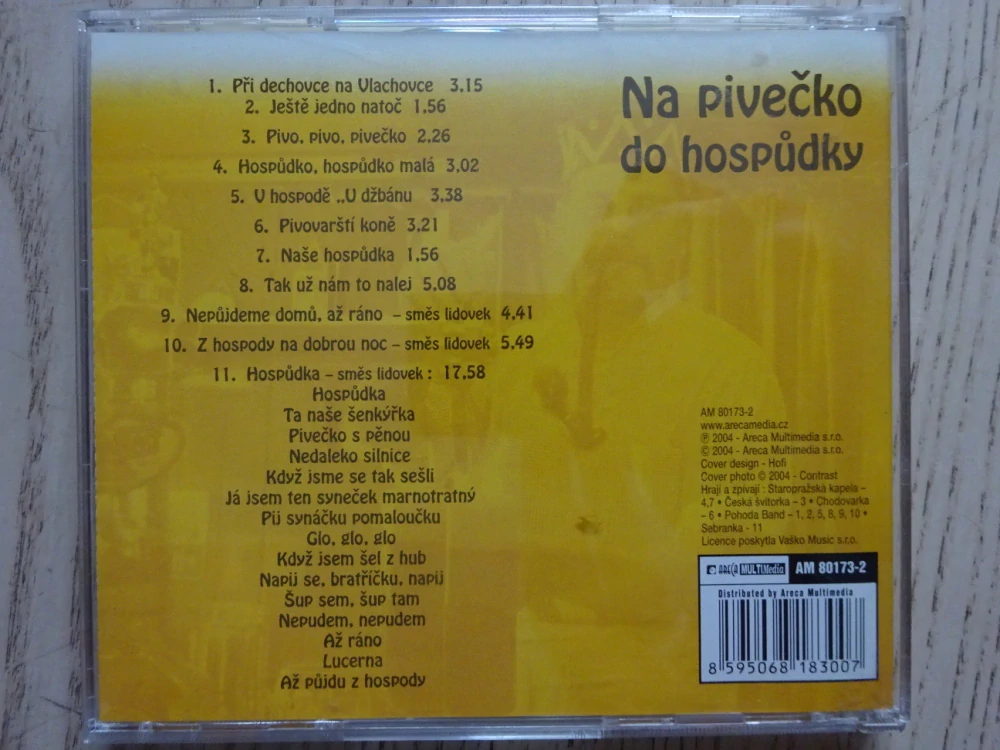 Na pivečko
do hospůdky
1. Při dechovce na Vlachovce 3.15
2. Ještě jedno natoč 1,56
3. Pivo, pivo, pivečko 2,26
4. Hospůdko, hospůdko malá 3,02
5. V hospodě ,,U džbánu 3,38
6. Pivovarští koně 3,21
7. Naše hospůdka 1,56
8. Tak už nám to nalej 5,08
9. Nepůjdeme domů, až ráno – směs lidovek 4,41
10. Z hospody na dobrou noc – směs lidovek 5,49
11. Hospůdka – směs lidovek : 17,58
Hospůdka
Ta naše šenkýřka
Pivečko s pěnou
Nedaleko silnice
Když jsme se tak sešli
Já jsem ten syneček marnotratný
Pij synáčku pomaloučku
Glo, glo, glo
Když jsem šel z hub
Napij se, bratříčku, napij
Šup sem, šup tam
Nepudem, nepudem
Až ráno
Lucerna
Až půjdu z hospody
AM 80173-2
www.arecamedia.cz
℗ 2004 - Areca Multimedia s.r.o.
© 2004 - Areca Multimedia s.r.o.
Cover design - Hofi
Cover photo © 2004 - Contrast
Hrají a zpívají : Staropražská kapela –
4,7 • Česká svítorka – 3 • Chodovarka
– 6 • Pohoda Band – 1, 2, 5, 8, 9, 10 •
Sebranka - 11
Licence poskytla Vaško Music s.r.o.
ARECA MULTIMedia AM 80173-2
Distributed by Areca Multimedia
8 595068 183007